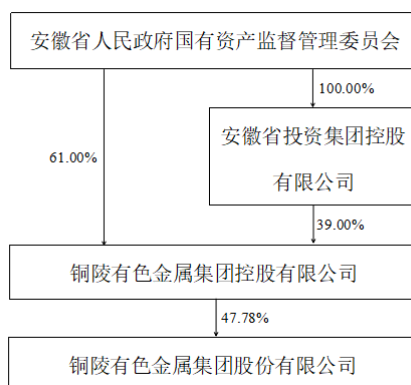 安徽省人民政府国有资产监督管理委员会
100.00%
安徽省投资集团控股
有限公司
61.00%
39.00%
铜陵有色金属集团控股有限公司
47.78%
铜陵有色金属集团股份有限公司